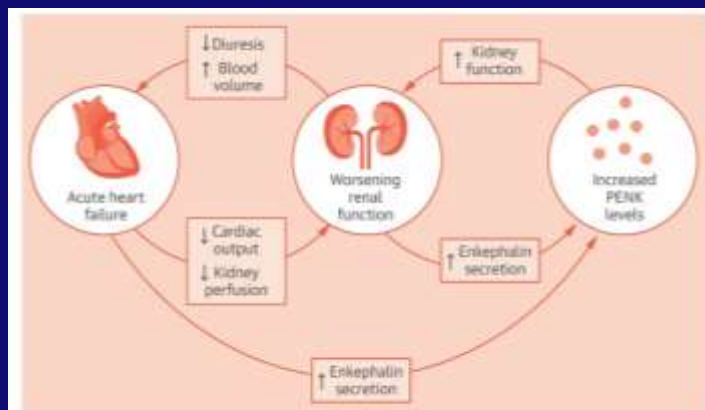 ↓ Diuresis
↑ Blood
volume
↑ Kidney
function
Acute heart
failure
Worsening
renal
function
Increased
PENK
levels
↓ Cardiac
output
↓ Kidney
perfusion
↑ Enkephalin
secretion
↑ Enkephalin
secretion